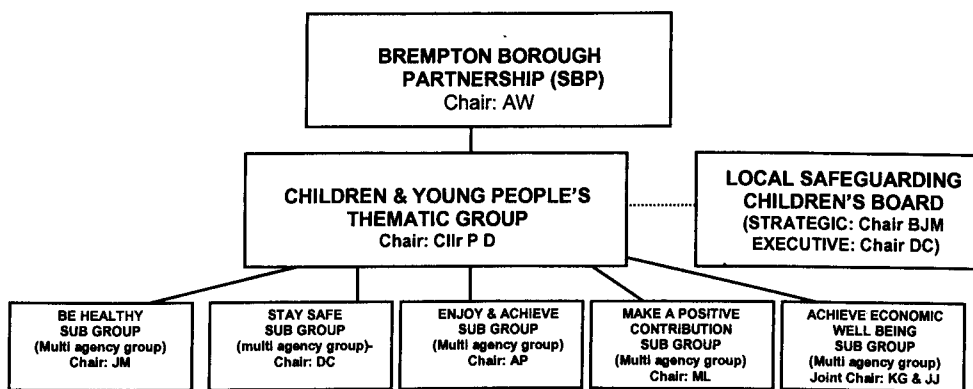 BREMPTON BOROUGH
PARTNERSHIP (SBP)
Chair: AW
CHILDREN & YOUNG PEOPLE'S
THEMATIC GROUP
Chair: Cllr P D
LOCAL SAFEGUARDING
CHILDREN'S BOARD
(STRATEGIC: Chair BJM
EXECUTIVE: Chair DC)
BE HEALTHY
SUB GROUP
(Multi agency group)
Chair: JM
STAY SAFE
SUB GROUP
(multi agency group)-
Chair: DC
ENJOY & ACHIEVE
SUB GROUP
(Multi agency group)
Chair: AP
MAKE A POSITIVE
CONTRIBUTION
SUB GROUP
(Multi agency group)
Chair: ML
ACHIEVE ECONOMIC
WELL BEING
SUB GROUP
(Multi agency group)
Joint Chair: KG & JJ